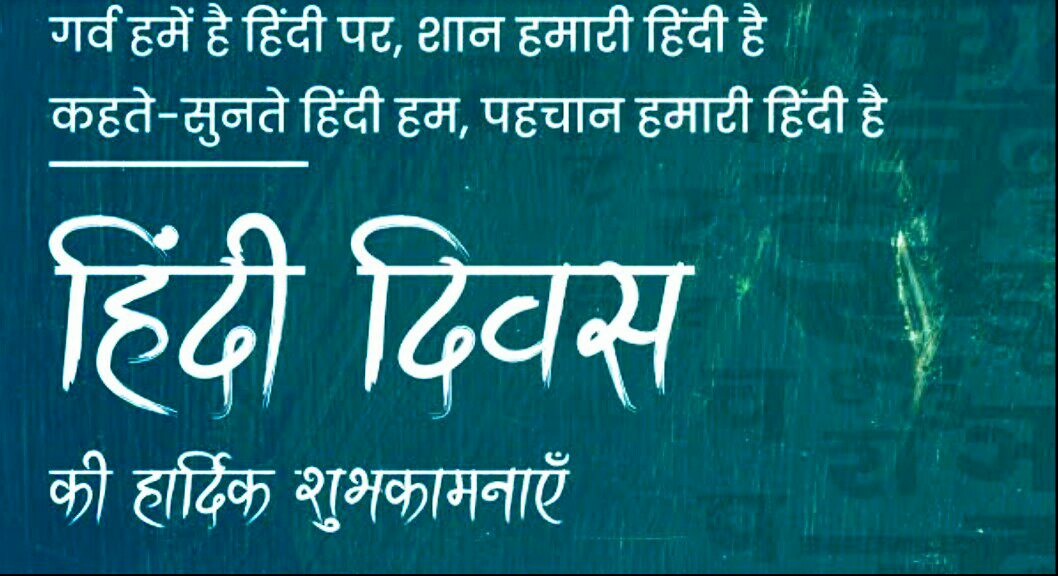 गर्व हमें है हिंदी पर, शान हमारी हिंदी है
कहते-सुनते हिंदी हम, पहचान हमारी हिंदी है
हिंदी दिवस
की हार्दिक शुभकामनाएँ